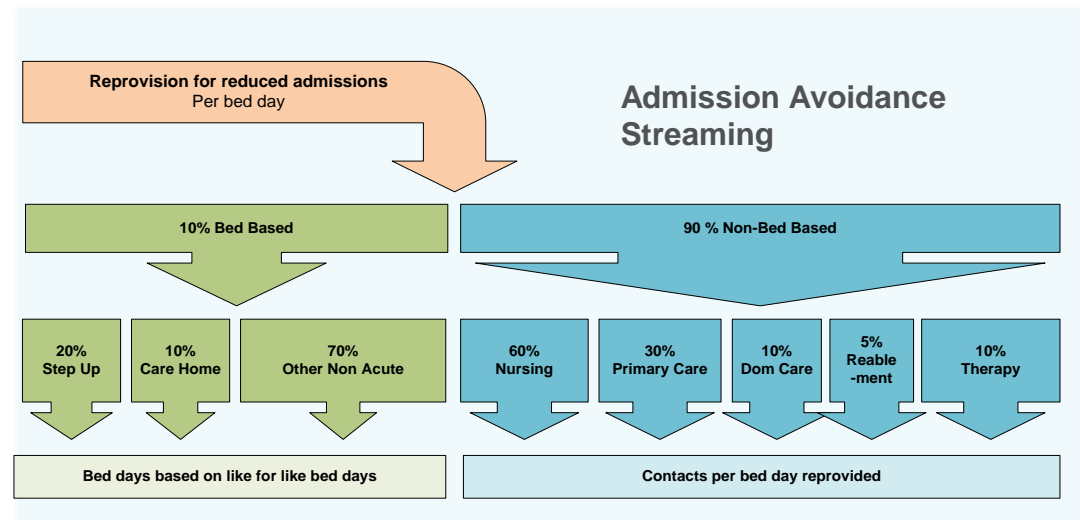 Reprovision for reduced admissions
Per bed day
Admission Avoidance
Streaming
10% Bed Based
90 % Non-Bed Based
20%
Step Up
10%
Care Home
70%
Other Non Acute
60%
Nursing
30%
Primary Care
10%
Dom Care
5%
Reable
-ment
10%
Therapy
Bed days based on like for like bed days
Contacts per bed day reprovided